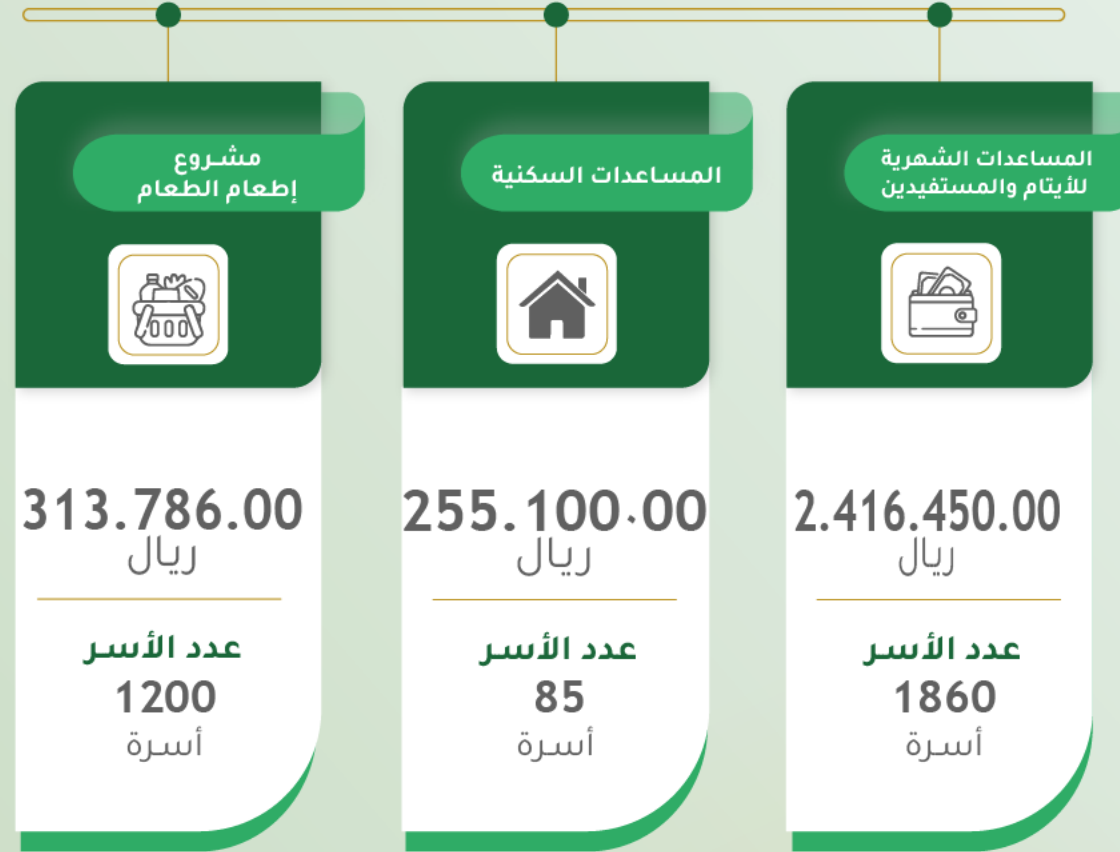 المساعدات الشهرية
للأيتام والمستفيدين
2.416.450.00
ريال
عدد الأسر
1860
أسرة
المساعدات السكنية
255.100.00
ريال
عدد الأسر
85
أسرة
مشروع
إطعام الطعام
313.786.00
ريال
عدد الأسر
1200
أسرة